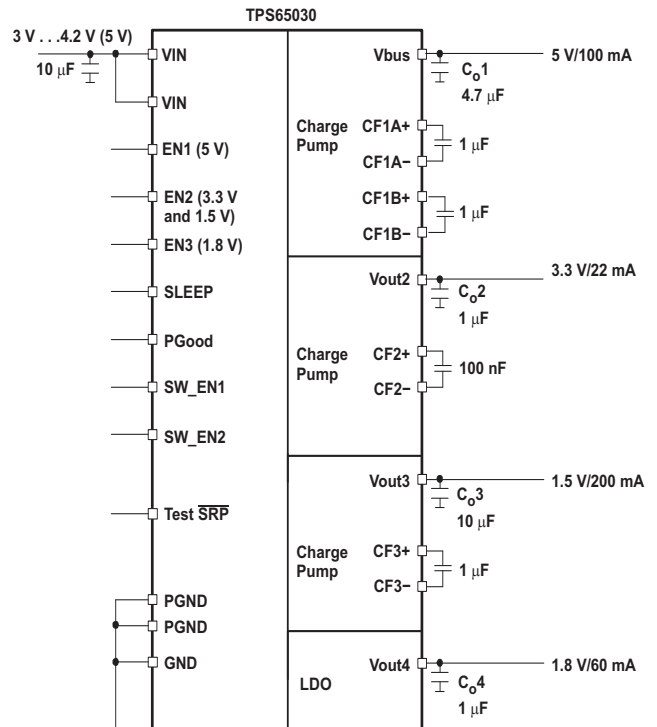 TPS65030
3 V . . .4.2 V (5 V)
10 μF
VIN
VIN
EN1 (5 V)
EN2 (3.3 V
and 1.5 V)
EN3 (1.8 V)
SLEEP
PGood
SW_EN1
SW_EN2
Test SRP
PGND
PGND
GND
Charge
Pump
Vbus
CF1A+
CF1A−
CF1B+
CF1B−
Co1
4.7 μF
5 V/100 mA
1 μF
1 μF
Charge
Pump
Vout2
CF2+
CF2−
Co2
1 μF
3.3 V/22 mA
100 nF
Charge
Pump
Vout3
CF3+
CF3−
Co3
10 μF
1.5 V/200 mA
1 μF
LDO
Vout4
Co4
1 μF
1.8 V/60 mA